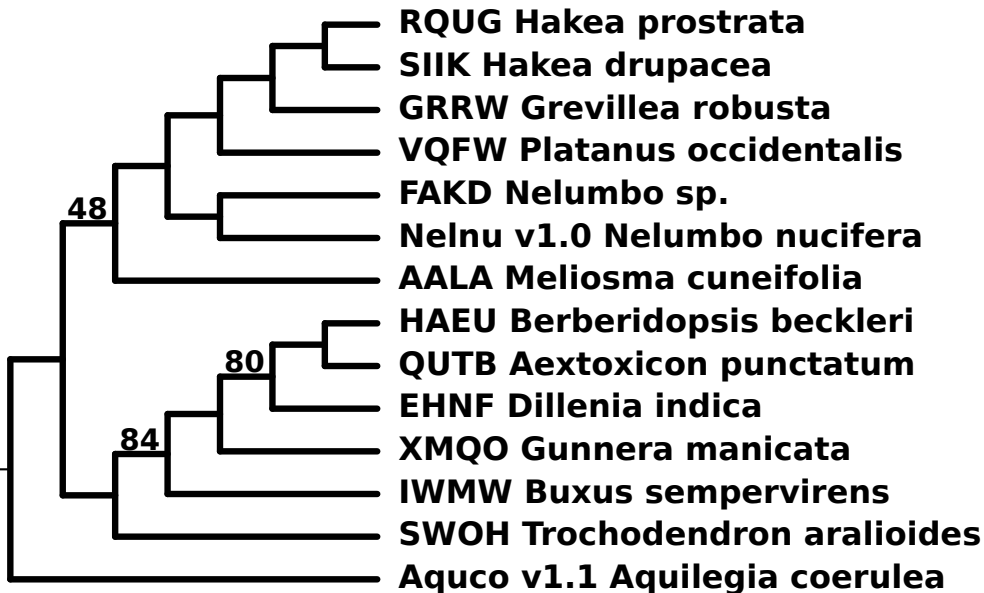 RQUG Hakea prostrata
SIIK Hakea drupacea
GRRW Grevillea robusta
VQFW Platanus occidentalis
FAKD Nelumbo sp.
48
Nelnu v1.0 Nelumbo nucifera
AALA Meliosma cuneifolia
HAEU Berberidopsis beckleri
80
QUTB Aextoxicon punctatum
EHNF Dillenia indica
84
XMQO Gunnera manicata
IWMW Buxus sempervirens
SWOH Trochodendron aralioides
Aquco v1.1 Aquilegia coerulea